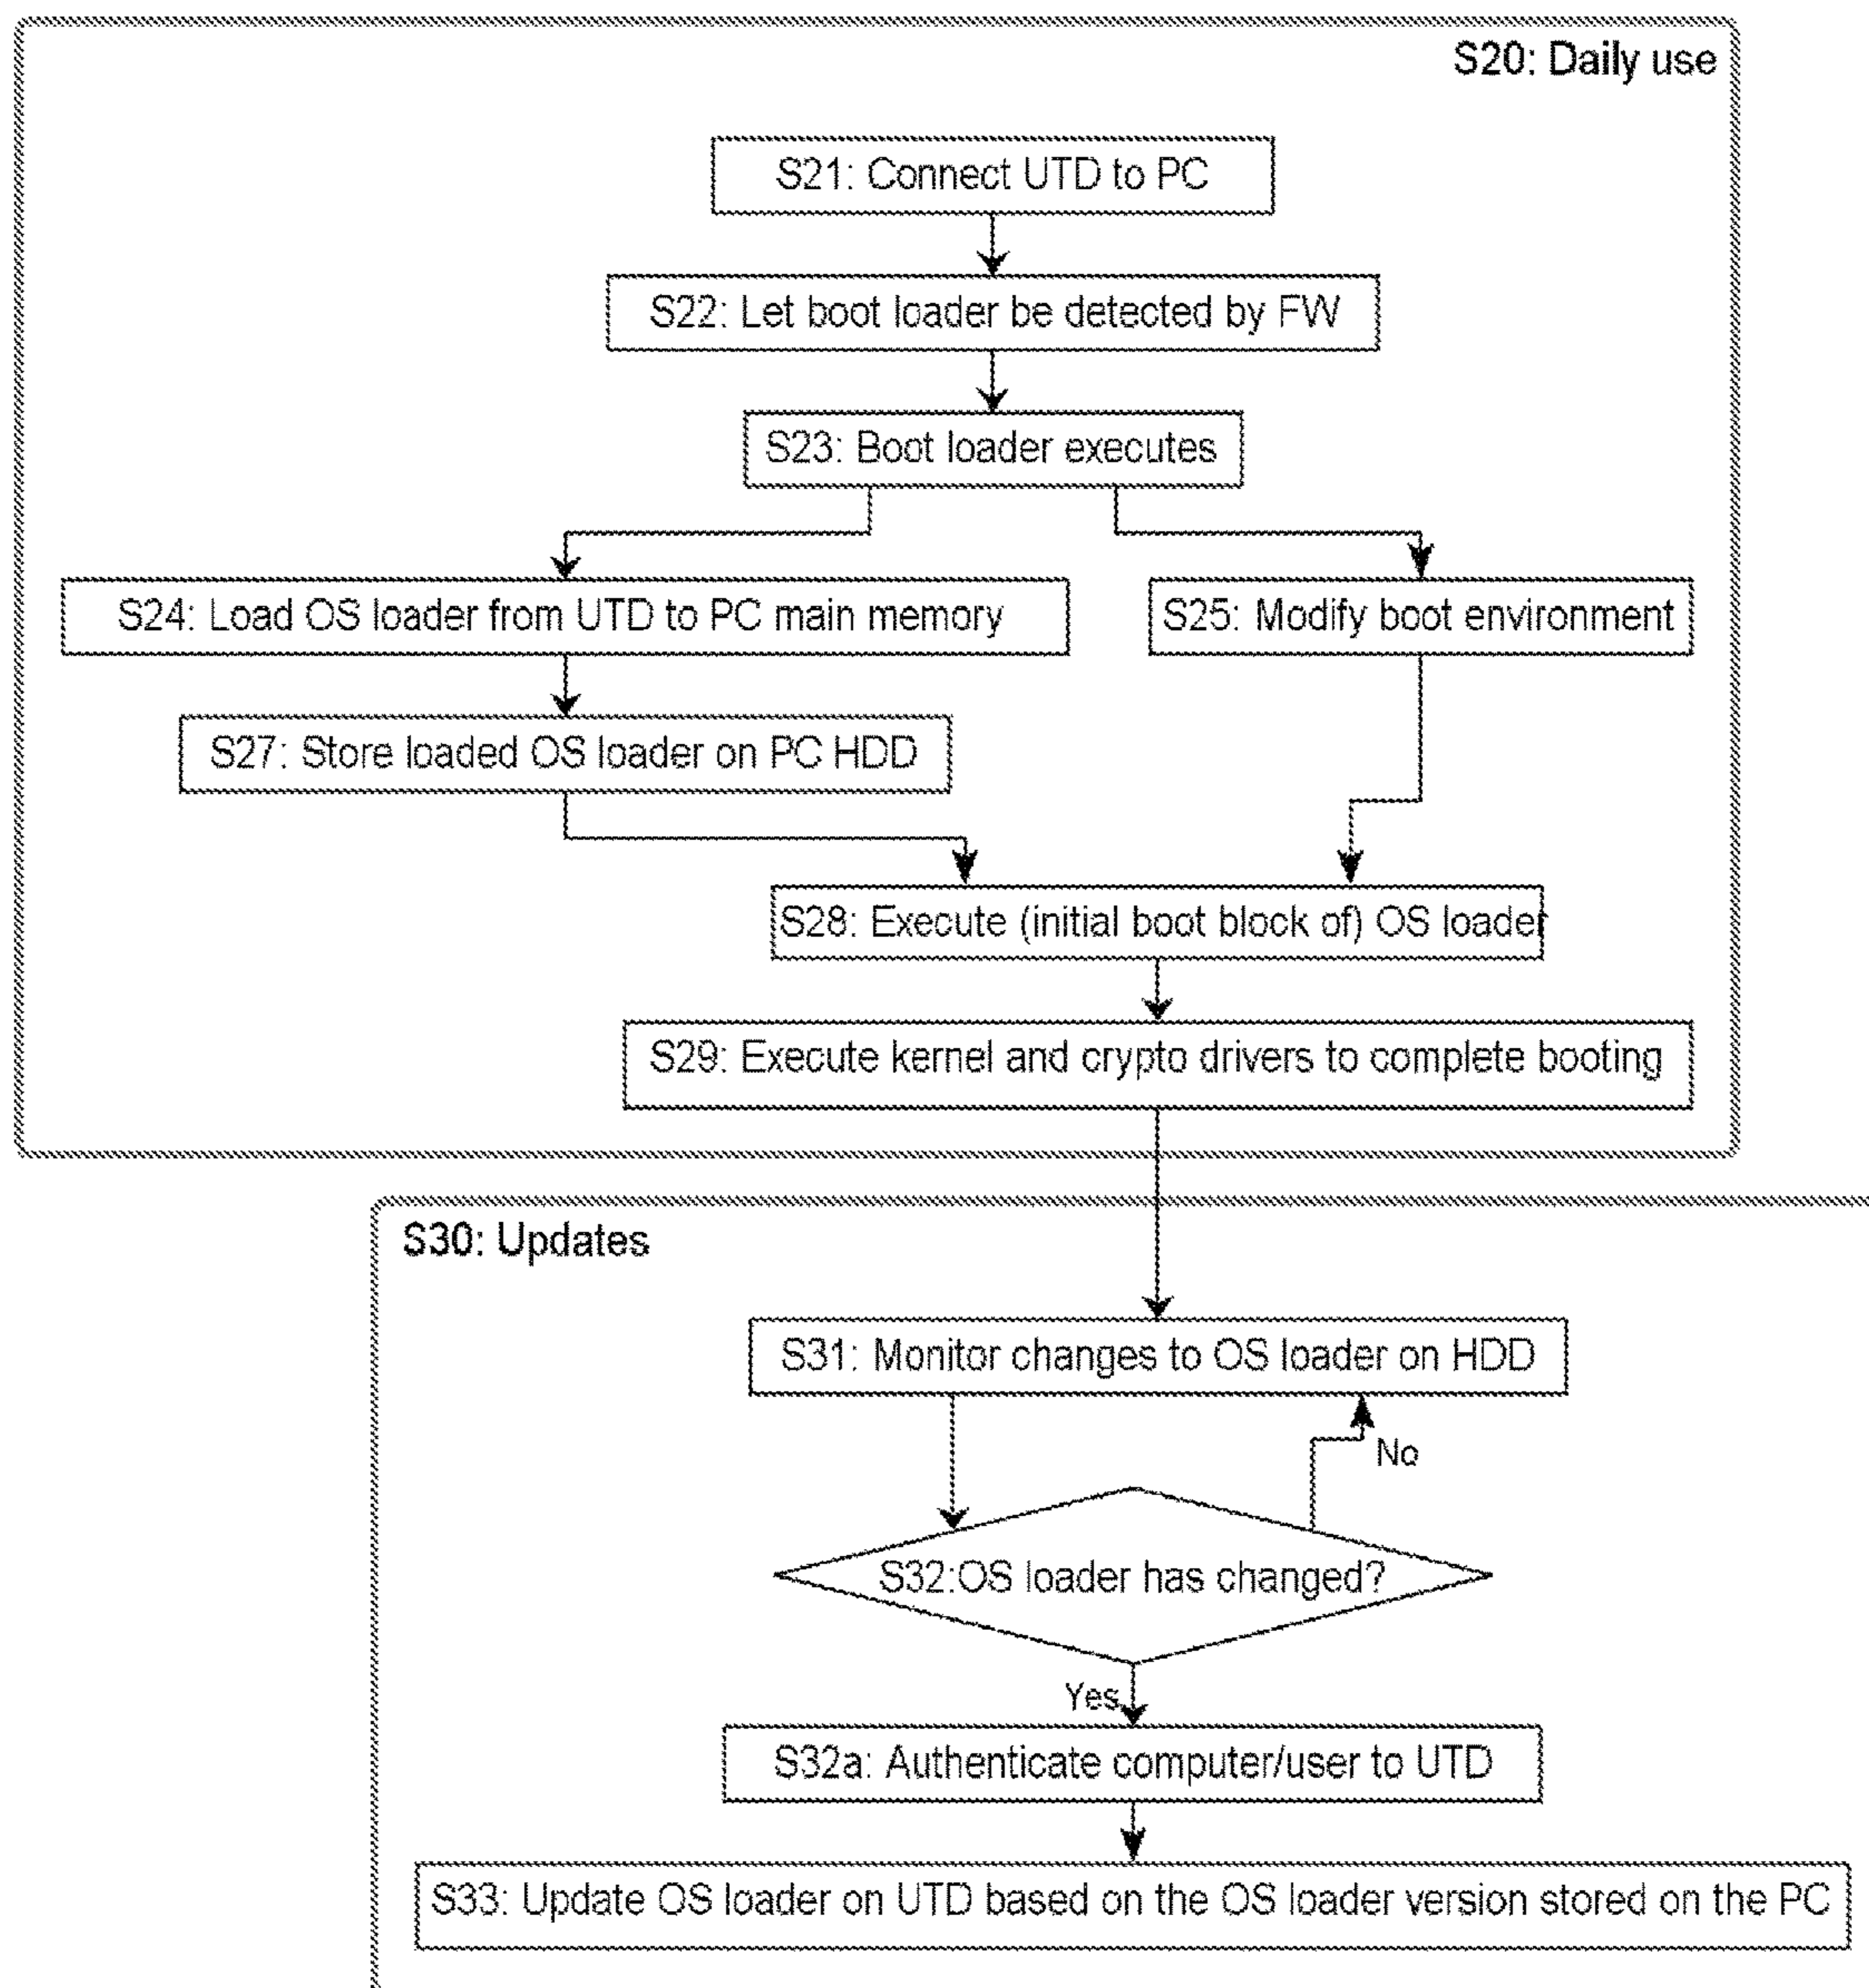 S20: Daily use
S21: Connect UTD to PC
S22: Let boot loader be detected by FW
S23: Boot loader executes
S24: Load OS loader from UTD to PC main memory
S25: Modify boot environment
S27: Store loaded OS loader on PC HDD
S28: Execute (initial boot block of) OS loader
S29: Execute kernel and crypto drivers to complete booting
S30: Updates
S31: Monitor changes to OS loader on HDD
No
S32:OS loader has changed?
Yes
S32a: Authenticate computer/user to UTD
S33: Update OS loader on UTD based on the OS loader version stored on the PC